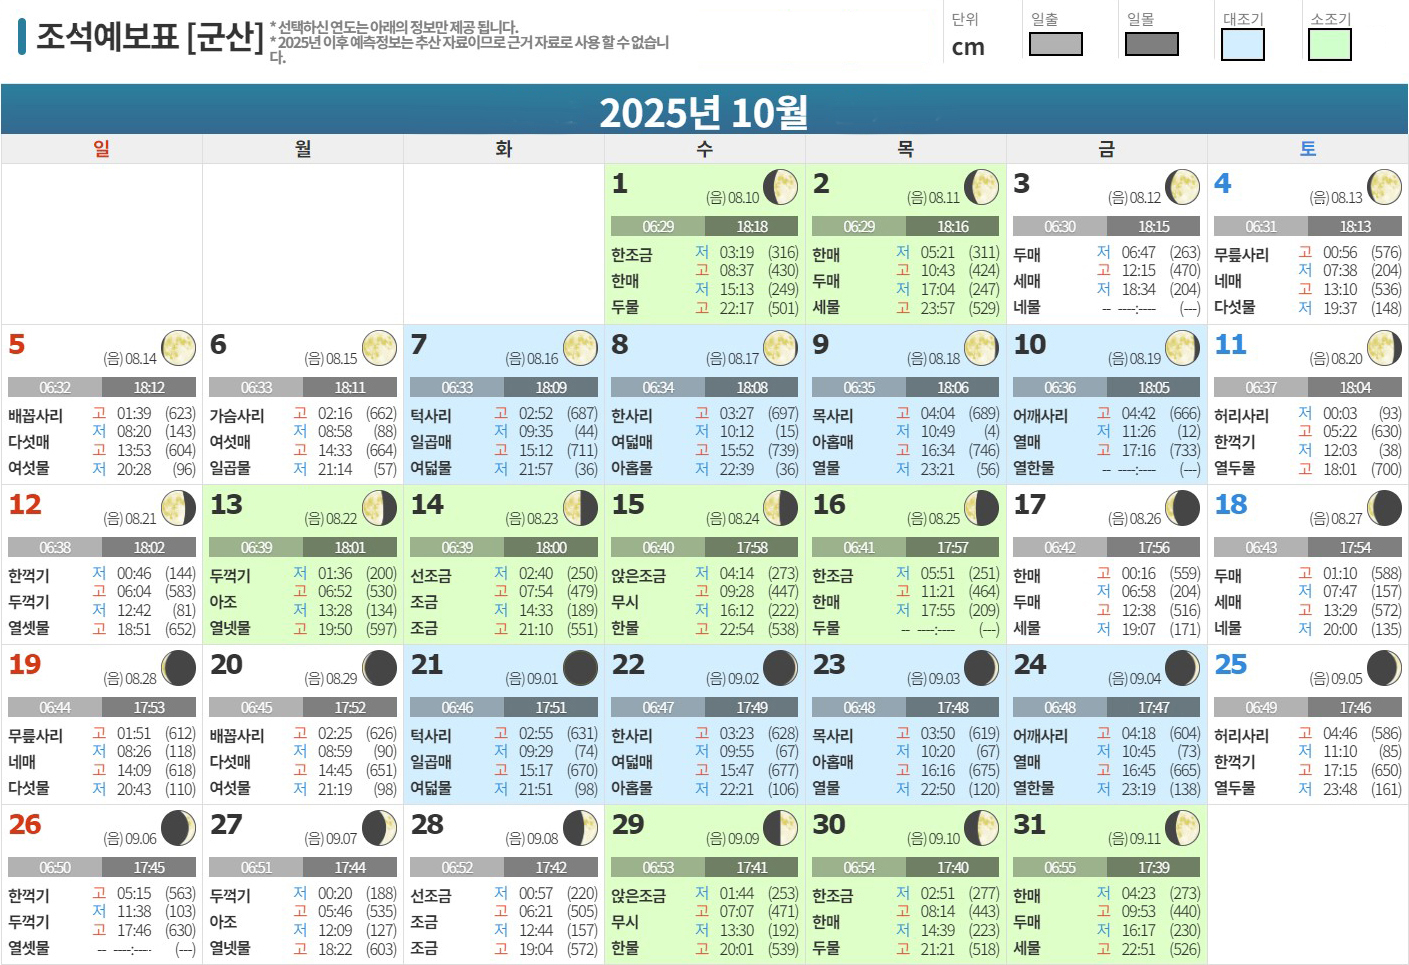 조석예보표 [군산]
* 선택하신 연도는 아래의 정보만 제공 됩니다.
* 2025년 이후 예측정보는 추산 자료이므로 근거 자료로 사용 할 수 없습니
다.
단위 일출 일몰 대조기 소조기
cm
2025년 10월
일 월 화 수 목 금 토
1 (음) 08.10
06:29 18:18
한조금 저 03:19 (316)
고 08:37 (430)
한매 저 15:13 (249)
두물 고 22:17 (501)
2 (음) 08.11
06:29 18:16
한매 저 05:21 (311)
고 10:43 (424)
두매 저 17:04 (247)
세물 고 23:57 (529)
3 (음) 08.12
06:30 18:15
두매 저 06:47 (263)
고 12:15 (470)
세매 저 18:34 (204)
네물 -- ----:---- (---)
4 (음) 08.13
06:31 18:13
무릎사리 고 00:56 (576)
저 07:38 (204)
네매 고 13:10 (536)
다섯물 저 19:37 (148)
5 (음) 08.14
06:32 18:12
배꼽사리 고 01:39 (623)
저 08:20 (143)
다섯매 고 13:53 (604)
여섯물 저 20:28 (96)
6 (음) 08.15
06:33 18:11
가슴사리 고 02:16 (662)
저 08:58 (88)
여섯매 고 14:33 (664)
일곱물 저 21:14 (57)
7 (음) 08.16
06:33 18:09
턱사리 고 02:52 (687)
저 09:35 (44)
일곱매 고 15:12 (711)
여덟물 저 21:57 (36)
8 (음) 08.17
06:34 18:08
한사리 고 03:27 (697)
저 10:12 (15)
여덟매 고 15:52 (739)
아홉물 저 22:39 (36)
9 (음) 08.18
06:35 18:06
목사리 고 04:04 (689)
저 10:49 (4)
아홉매 고 16:34 (746)
열물 저 23:21 (56)
10 (음) 08.19
06:36 18:05
어깨사리 고 04:42 (666)
저 11:26 (12)
열매 고 17:16 (733)
열한물 -- ----:---- (---)
11 (음) 08.20
06:37 18:04
허리사리 저 00:03 (93)
고 05:22 (630)
한꺽기 저 12:03 (38)
열두물 고 18:01 (700)
12 (음) 08.21
06:38 18:02
한꺽기 저 00:46 (144)
고 06:04 (583)
두꺽기 저 12:42 (81)
열셋물 고 18:51 (652)
13 (음) 08.22
06:39 18:01
두꺽기 저 01:36 (200)
고 06:52 (530)
아조 저 13:28 (134)
열넷물 고 19:50 (597)
14 (음) 08.23
06:39 18:00
선조금 저 02:40 (250)
고 07:54 (479)
조금 저 14:33 (189)
조금 고 21:10 (551)
15 (음) 08.24
06:40 17:58
앉은조금 저 04:14 (273)
고 09:28 (447)
무시 저 16:12 (222)
한물 고 22:54 (538)
16 (음) 08.25
06:41 17:57
한조금 저 05:51 (251)
고 11:21 (464)
한매 저 17:55 (209)
두물 -- ----:---- (---)
17 (음) 08.26
06:42 17:56
한매 고 00:16 (559)
저 06:58 (204)
두매 고 12:38 (516)
세물 저 19:07 (171)
18 (음) 08.27
06:43 17:54
두매 고 01:10 (588)
저 07:47 (157)
세매 고 13:29 (572)
네물 저 20:00 (135)
19 (음) 08.28
06:44 17:53
무릎사리 고 01:51 (612)
저 08:26 (118)
네매 고 14:09 (618)
다섯물 저 20:43 (110)
20 (음) 08.29
06:45 17:52
배꼽사리 고 02:25 (626)
저 08:59 (90)
다섯매 고 14:45 (651)
여섯물 저 21:19 (98)
21 (음) 09.01
06:46 17:51
턱사리 고 02:55 (631)
저 09:29 (74)
일곱매 고 15:17 (670)
여덟물 저 21:51 (98)
22 (음) 09.02
06:47 17:49
한사리 고 03:23 (628)
저 09:55 (67)
여덟매 고 15:47 (677)
아홉물 저 22:21 (106)
23 (음) 09.03
06:48 17:48
목사리 고 03:50 (619)
저 10:20 (67)
아홉매 고 16:16 (675)
열물 저 22:50 (120)
24 (음) 09.04
06:48 17:47
어깨사리 고 04:18 (604)
저 10:45 (73)
열매 고 16:45 (665)
열한물 저 23:19 (138)
25 (음) 09.05
06:49 17:46
허리사리 고 04:46 (586)
저 11:10 (85)
한꺽기 고 17:15 (650)
열두물 저 23:48 (161)
26 (음) 09.06
06:50 17:45
한꺽기 고 05:15 (563)
저 11:38 (103)
두꺽기 고 17:46 (630)
열셋물 -- ----:---- (---)
27 (음) 09.07
06:51 17:44
두꺽기 저 00:20 (188)
고 05:46 (535)
아조 저 12:09 (127)
열넷물 고 18:22 (603)
28 (음) 09.08
06:52 17:42
선조금 저 00:57 (220)
고 06:21 (505)
조금 저 12:44 (157)
조금 고 19:04 (572)
29 (음) 09.09
06:53 17:41
앉은조금 저 01:44 (253)
고 07:07 (471)
무시 저 13:30 (192)
한물 고 20:01 (539)
30 (음) 09.10
06:54 17:40
한조금 저 02:51 (277)
고 08:14 (443)
한매 저 14:39 (223)
두물 고 21:21 (518)
31 (음) 09.11
06:55 17:39
한매 저 04:23 (273)
고 09:53 (440)
두매 저 16:17 (230)
세물 고 22:51 (526)